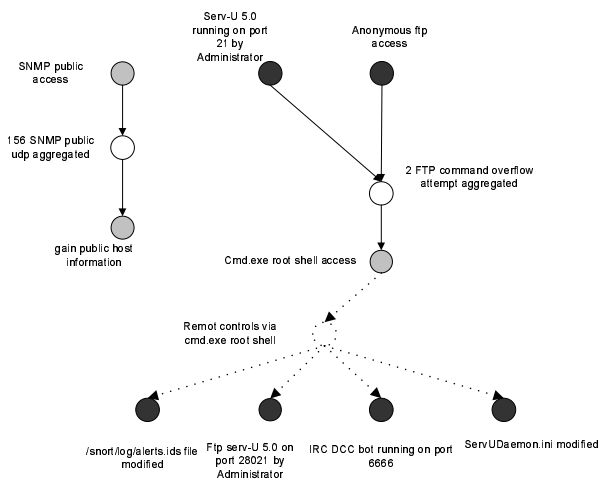 Serv-U 5.0
running on port
21 by
Administrator
Anonymous ftp
access
SNMP public
access
156 SNMP public
udp aggregated
2 FTP command overflow
attempt aggregated
gain public host
information
Cmd.exe root shell access
Remot controls via
cmd.exe root shell
/snort/log/alerts.ids file
modified
Ftp serv-U 5.0 on
port 28021 by
Administrator
IRC DCC bot running on port
6666
ServUDaemon.ini modified